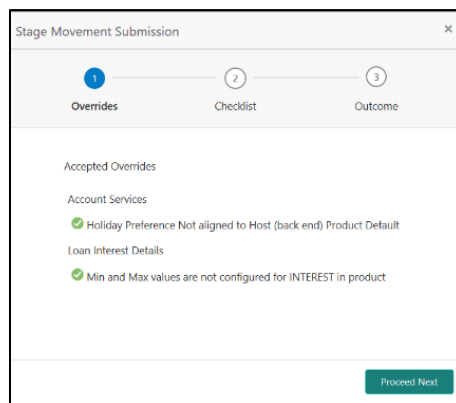 Stage Movement Submission ×
1 2 3
Overrides Checklist Outcome
Accepted Overrides
Account Services
Holiday Preference Not aligned to Host (back end) Product Default
Loan Interest Details
Min and Max values are not configured for INTEREST in product
Proceed Next